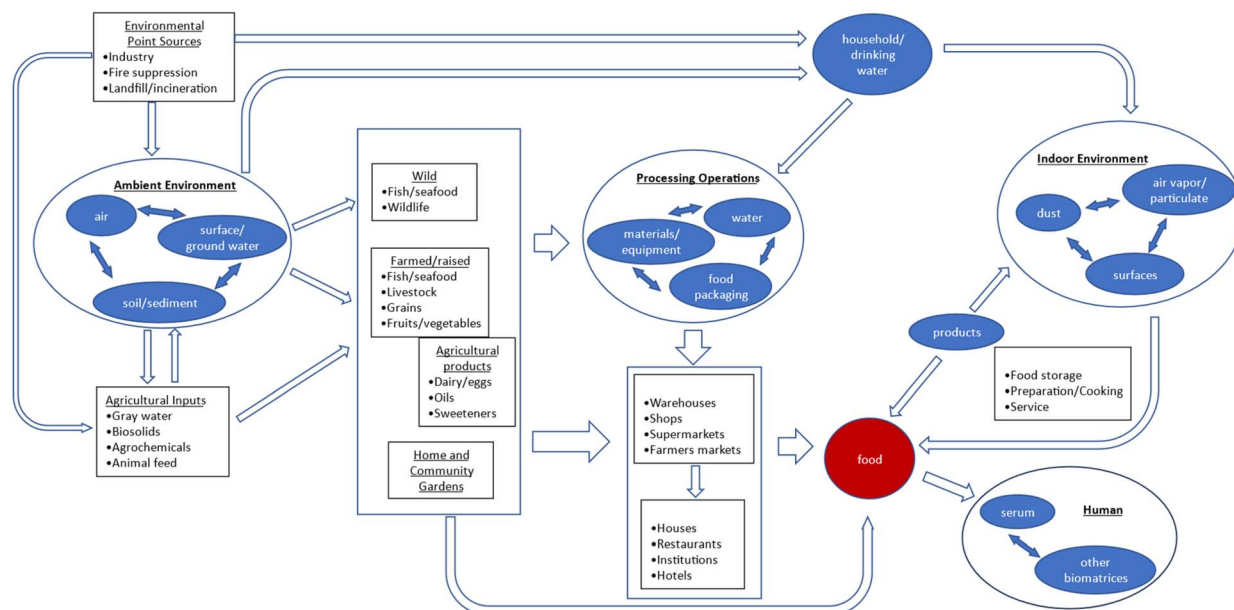 Environmental
Point Sources
•Industry
•Fire suppression
•Landfill/incineration
household/
drinking
water
Ambient Environment
air
surface/
ground water
soil/sediment
Agricultural Inputs
•Gray water
•Biosolids
•Agrochemicals
•Animal feed
Wild
•Fish/seafood
•Wildlife
Farmed/raised
•Fish/seafood
•Livestock
•Grains
•Fruits/vegetables
Agricultural
products
•Dairy/eggs
•Oils
•Sweeteners
Home and
Community
Gardens
Processing Operations
water
materials/
equipment
food
packaging
•Warehouses
•Shops
•Supermarkets
•Farmers markets
•Houses
•Restaurants
•Institutions
•Hotels
Indoor Environment
air vapor/
particulate
dust
surfaces
products
•Food storage
•Preparation/Cooking
•Service
food
Human
serum
other
biomatrices